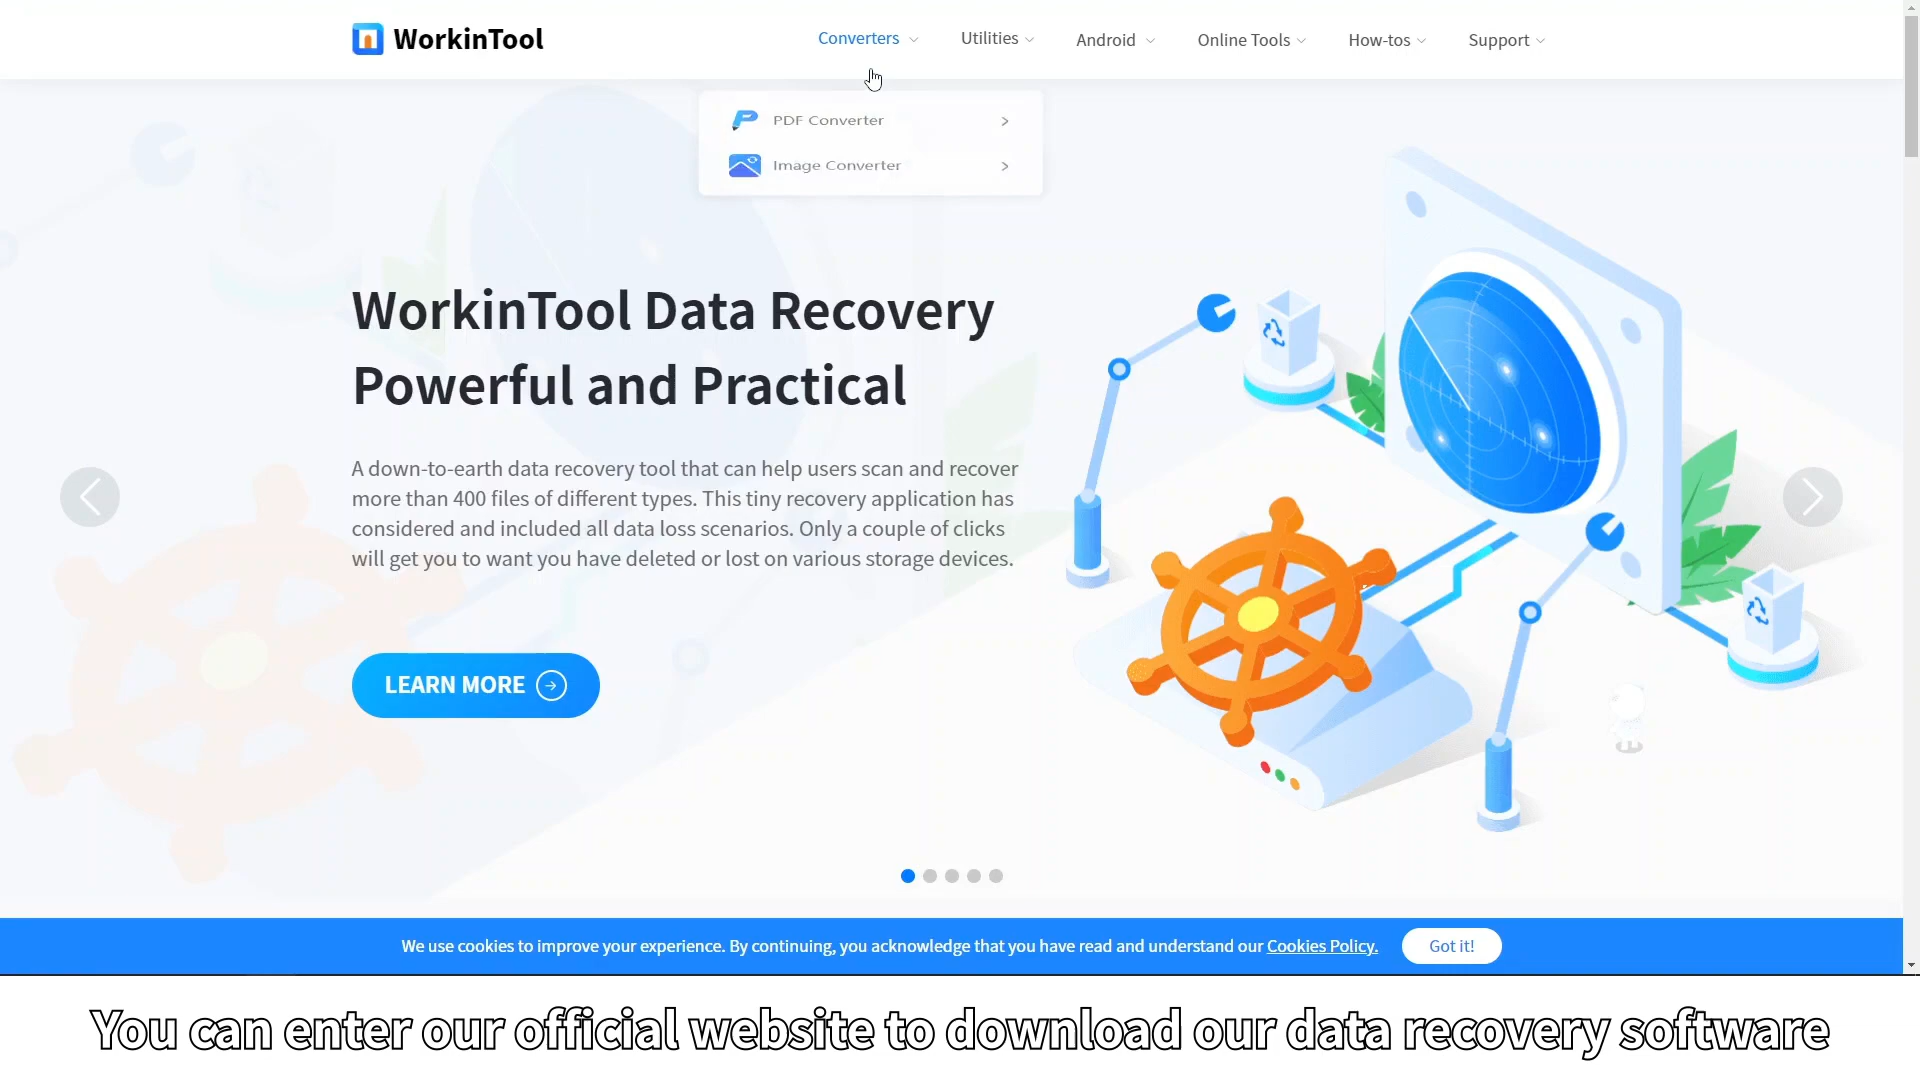 WorkinTool
Converters Utilities Android Online Tools How-tos Support
PDF Converter
Image Converter
WorkinTool Data Recovery
Powerful and Practical
A down-to-earth data recovery tool that can help users scan and recover
more than 400 files of different types. This tiny recovery application has
considered and included all data loss scenarios. Only a couple of clicks
will get you to want you have deleted or lost on various storage devices.
LEARN MORE
We use cookies to improve your experience. By continuing, you acknowledge that you have read and understand our Cookies Policy. Got it!
You can enter our official website to download our data recovery software